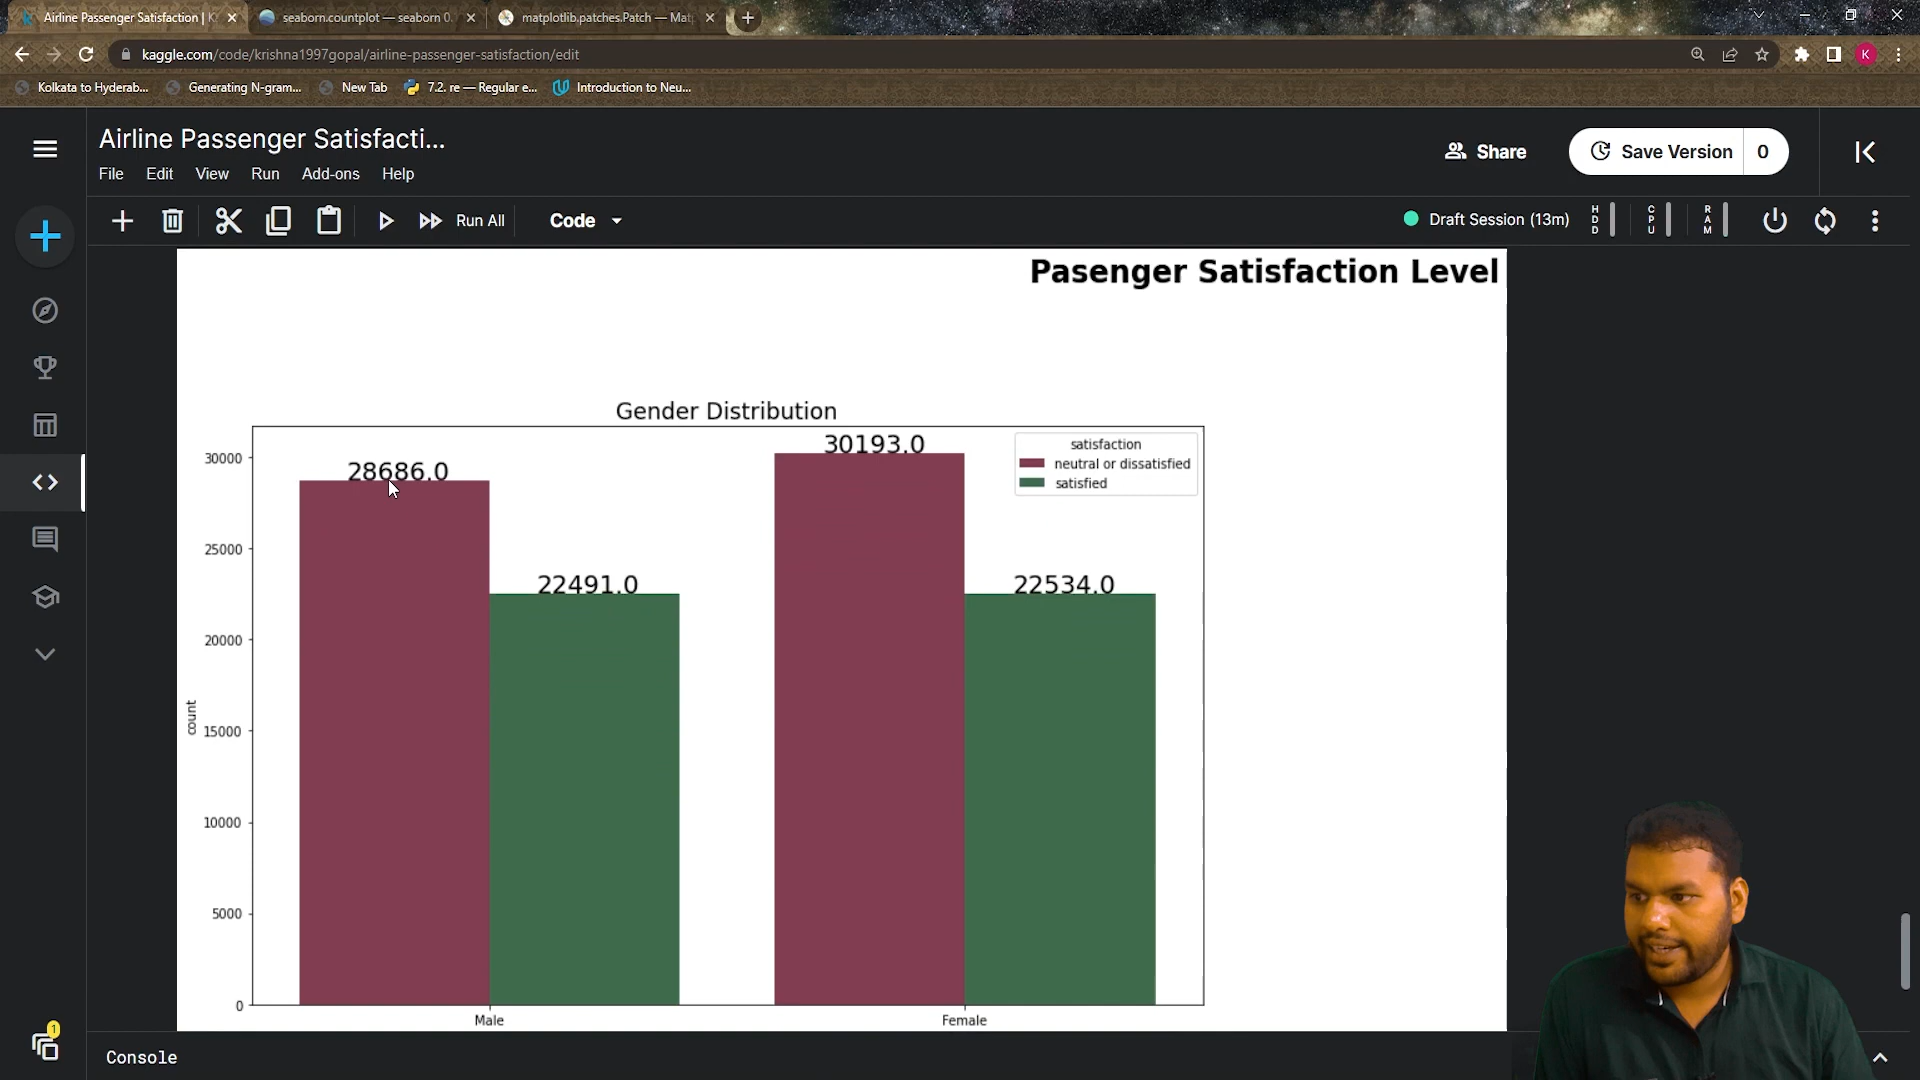 Airline Passenger Satisfaction | K
seaborn.countplot — seaborn 0.
matplotlib.patches.Patch — Mat
kaggle.com/code/krishna1997gopal/airline-passenger-satisfaction/edit
K
Kolkata to Hyderab...
Generating N-gram...
New Tab
7.2. re — Regular e...
Introduction to Neu...
Airline Passenger Satisfacti...
Share
Save Version
0
File
Edit
View
Run
Add-ons
Help
Run All
Code
Draft Session (13m)
HDD
CPU
RAM
Pasenger Satisfaction Level
Gender Distribution
30193.0
satisfaction
neutral or dissatisfied
satisfied
28686.0
22491.0
22534.0
30000
25000
20000
15000
10000
5000
0
count
Male
Female
1
Console